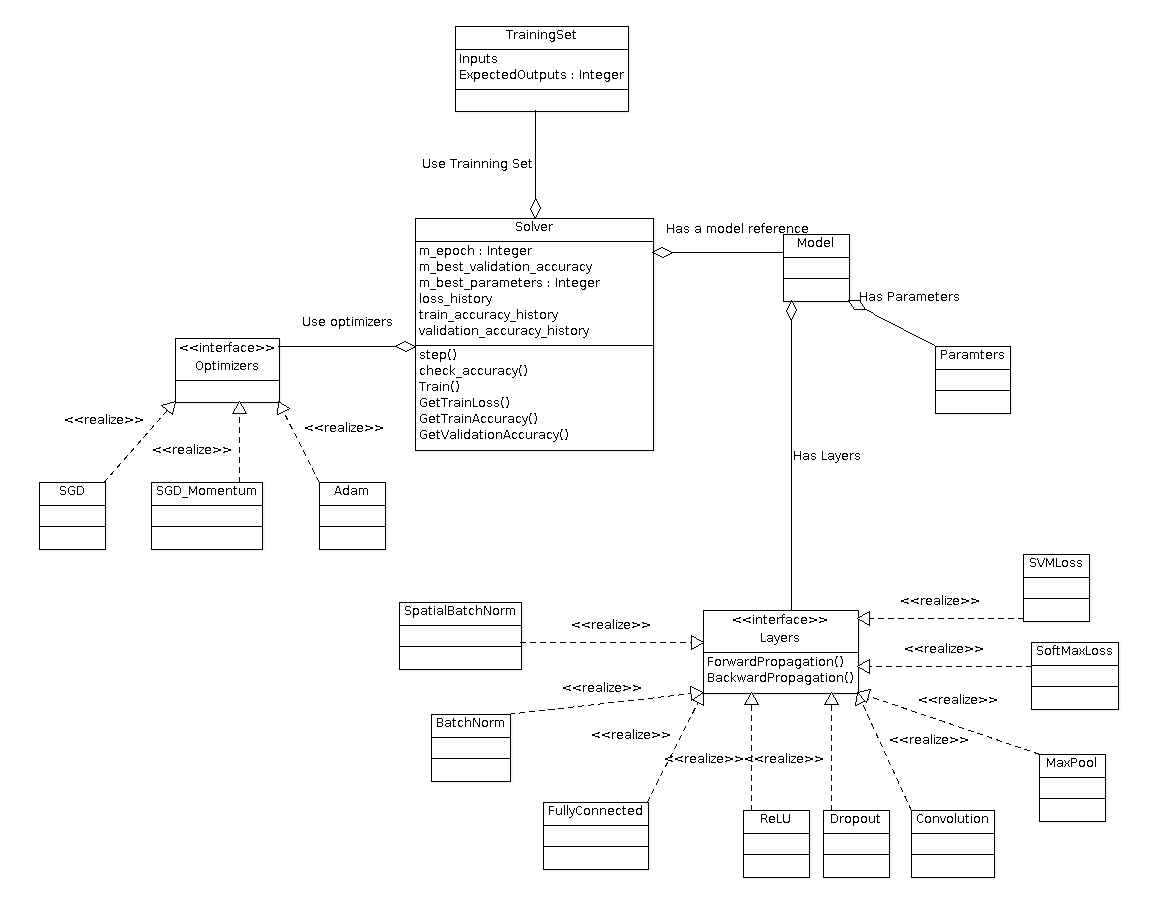 TrainingSet
Inputs
ExpectedOutputs : Integer
Use Trainning Set
Solver
m_epoch : Integer
m_best_validation_accuracy
m_best_parameters : Integer
loss_history
train_accuracy_history
validation_accuracy_history
step()
check_accuracy()
Train()
GetTrainLoss()
GetTrainAccuracy()
GetValidationAccuracy()
Has a model reference
Model
Has Parameters
Paramters
Use optimizers
<<interface>>
Optimizers
<<realize>>
<<realize>>
<<realize>>
SGD
SGD_Momentum
Adam
Has Layers
<<interface>>
Layers
ForwardPropagation()
BackwardPropagation()
SpatialBatchNorm
<<realize>>
<<realize>>
SVMLoss
<<realize>>
SoftMaxLoss
<<realize>>
BatchNorm
<<realize>>
MaxPool
<<realize>>
<<realize>>
<<realize>>
<<realize>>
FullyConnected
ReLU
Dropout
Convolution